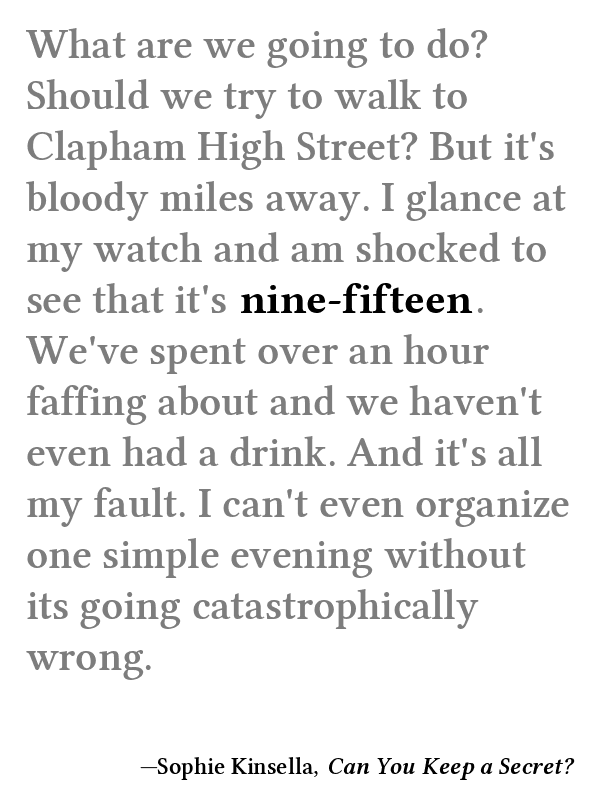 What are we going to do?
Should we try to walk to
Clapham High Street? But it's
bloody miles away. I glance at
my watch and am shocked to
see that it's nine-fifteen.
We've spent over an hour
faffing about and we haven't
even had a drink. And it's all
my fault. I can't even organize
one simple evening without
its going catastrophically
wrong.
—Sophie Kinsella, Can You Keep a Secret?